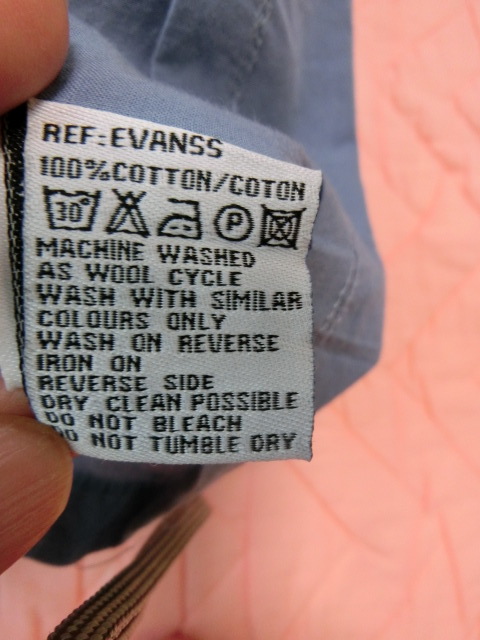 REF:EVANSS
100%COTTON/COTON
30° P
MACHINE WASHED
AS WOOL CYCLE
WASH WITH SIMILAR
COLOURS ONLY
WASH ON REVERSE
IRON ON
REVERSE SIDE
DRY CLEAN POSSIBLE
DO NOT BLEACH
DO NOT TUMBLE DRY